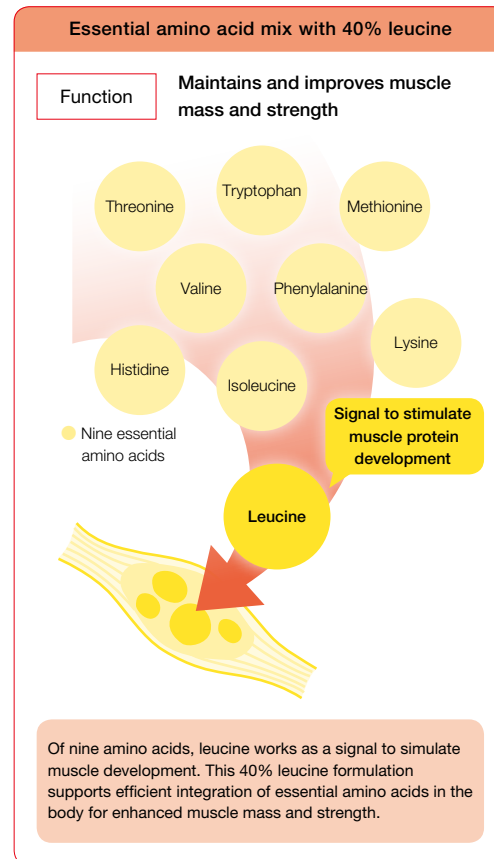 Essential amino acid mix with 40% leucine
Function
Maintains and improves muscle
mass and strength
Threonine
Tryptophan
Methionine
Valine
Phenylalanine
Lysine
Histidine
Isoleucine
Nine essential
amino acids
Signal to stimulate
muscle protein
development
Leucine
Of nine amino acids, leucine works as a signal to simulate
muscle development. This 40% leucine formulation
supports efficient integration of essential amino acids in the
body for enhanced muscle mass and strength.